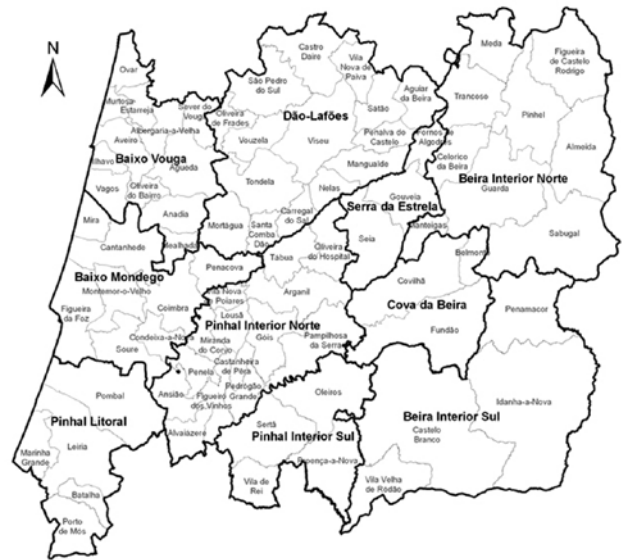 N
Ovar
Murtosa
Estarreja
Sever do
Vouga
Albergaria-a-Velha
Aveiro
Ílhavo
Baixo Vouga
Águeda
Vagos
Oliveira
do Bairro
Anadia
Mealhada
Castro
Daire
Vila
Nova de
Paiva
São Pedro
do Sul
Aguiar
da Beira
Oliveira
de Frades
Dão-Lafões
Satão
Vouzela
Viseu
Penalva do
Castelo
Mangualde
Tondela
Nelas
Mortágua
Santa
Comba
Dão
Carregal
do Sal
Meda
Figueira
de Castelo
Rodrigo
Trancoso
Pinhel
Fornos de
Algodres
Celorico
da Beira
Almeida
Beira Interior Norte
Guarda
Manteigas
Sabugal
Gouveia
Serra da Estrela
Seia
Mira
Cantanhede
Baixo Mondego
Montemor-o-Velho
Penacova
Figueira
da Foz
Coimbra
Condeixa-a-Nova
Soure
Tabua
Oliveira
do Hospital
Vila Nova
de Poiares
Arganil
Lousã
Pinhal Interior Norte
Miranda
do Corvo
Gois
Pampilhosa
da Serra
Penela
Castanheira
de Pêra
Ansião
Pedrógão
Grande
Figueiró
dos Vinhos
Alvaiázere
Belmonte
Covilhã
Cova da Beira
Fundão
Penamacor
Idanha-a-Nova
Beira Interior Sul
Castelo
Branco
Vila Velha
de Rodão
Oleiros
Sertã
Pinhal Interior Sul
Proença-a-Nova
Vila de
Rei
Pombal
Pinhal Litoral
Leiria
Marinha
Grande
Batalha
Porto
de Mós